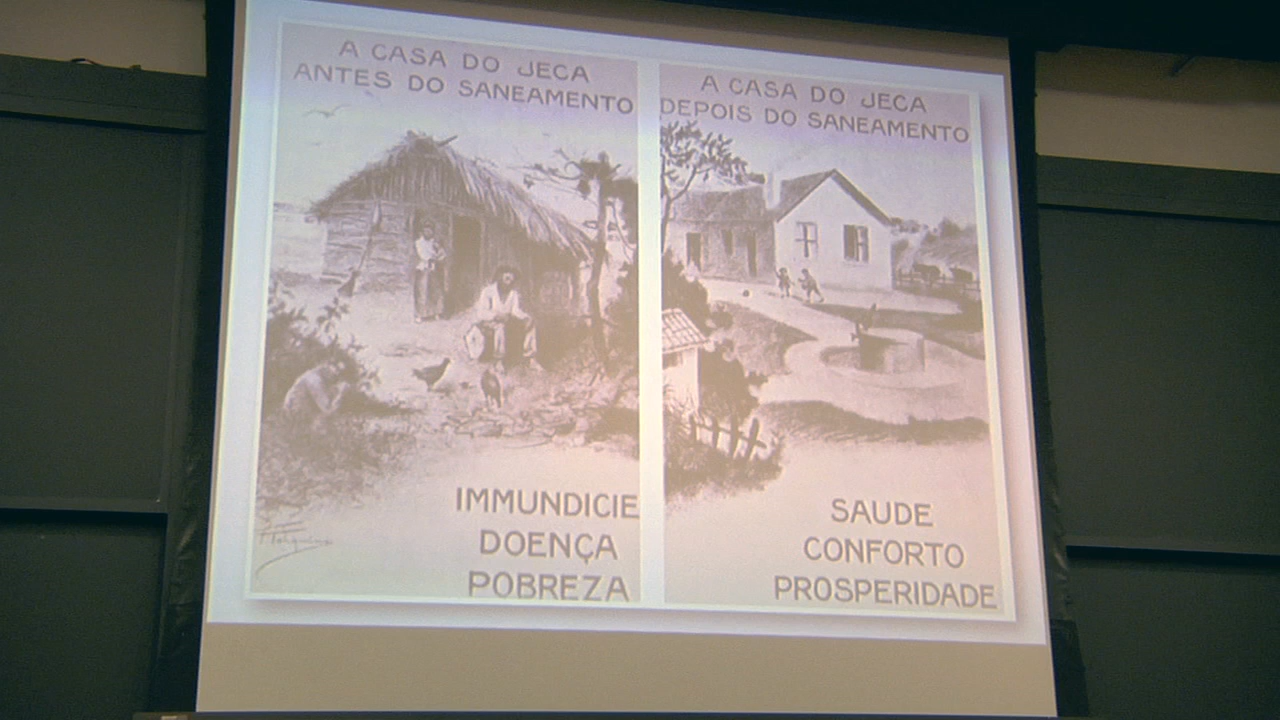 A CASA DO JECA
ANTES DO SANEAMENTO
IMMUNDICIE
DOENÇA
POBREZA
A CASA DO JECA
DEPOIS DO SANEAMENTO
SAUDE
CONFORTO
PROSPERIDADE